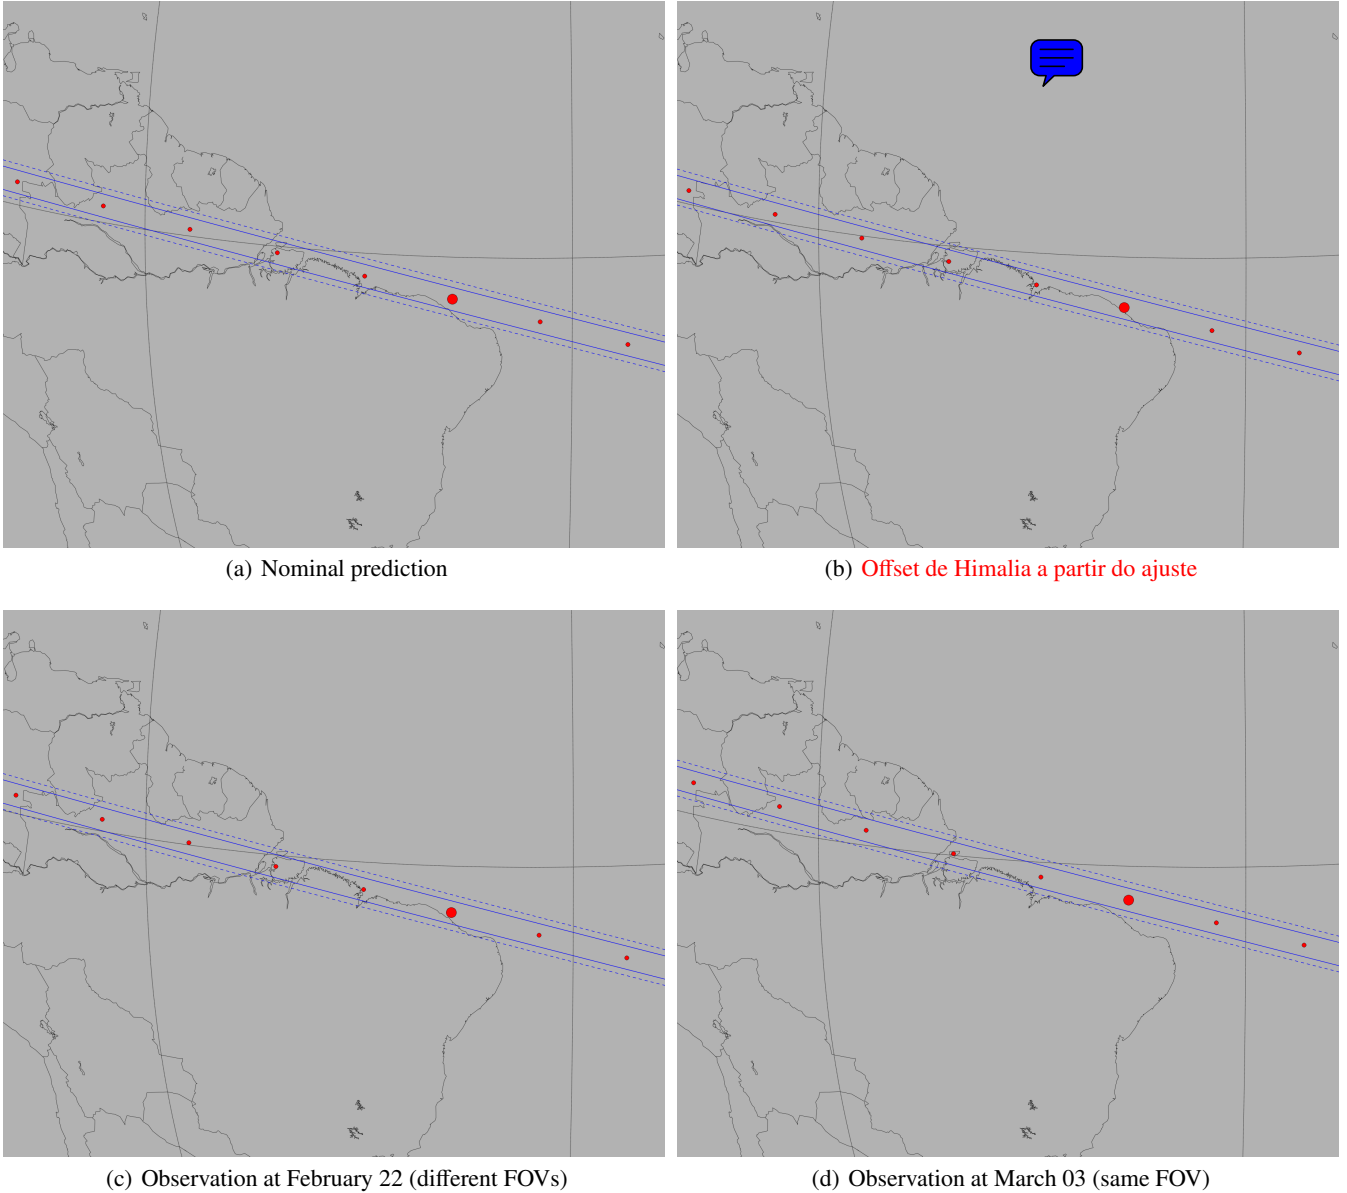 (a) Nominal prediction
(b) Offset de Himalia a partir do ajuste
(c) Observation at February 22 (different FOVs)
(d) Observation at March 03 (same FOV)